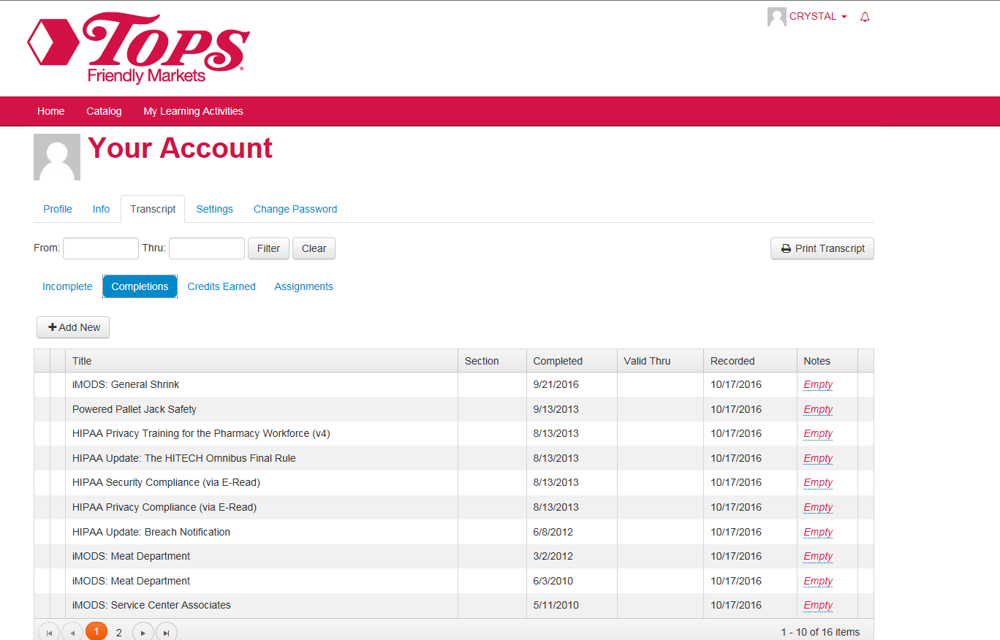 CRYSTAL
TOPS
Friendly Markets
Home Catalog My Learning Activities
Your Account
Profile Info Transcript Settings Change Password
From: Thru: Filter Clear Print Transcript
Incomplete Completions Credits Earned Assignments
Add New
Title Section Completed Valid Thru Recorded Notes
iMODS: General Shrink 9/21/2016 10/17/2016 Empty
Powered Pallet Jack Safety 9/13/2013 10/17/2016 Empty
HIPAA Privacy Training for the Pharmacy Workforce (v4) 8/13/2013 10/17/2016 Empty
HIPAA Update: The HITECH Omnibus Final Rule 8/13/2013 10/17/2016 Empty
HIPAA Security Compliance (via E-Read) 8/13/2013 10/17/2016 Empty
HIPAA Privacy Compliance (via E-Read) 8/13/2013 10/17/2016 Empty
HIPAA Update: Breach Notification 6/8/2012 10/17/2016 Empty
iMODS: Meat Department 3/2/2012 10/17/2016 Empty
iMODS: Meat Department 6/3/2010 10/17/2016 Empty
iMODS: Service Center Associates 5/11/2010 10/17/2016 Empty
1 2 1 - 10 of 16 items